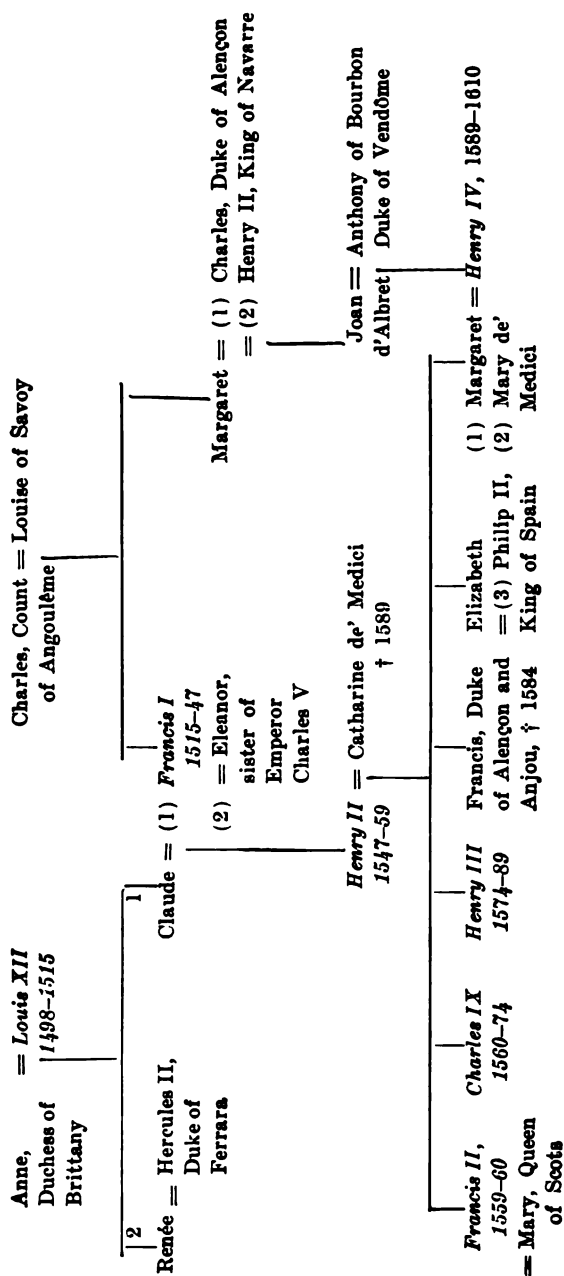 Anne, = Louis XII
Duchess of 1498–1515
Brittany
Charles, Count = Louise of Savoy
of Angoulême
2
1
Renée = Hercules II,
Duke of
Ferrara
Claude = (1) Francis I
1515–47
(2) = Eleanor,
sister of
Emperor
Charles V
Margaret = (1) Charles, Duke of Alençon
= (2) Henry II, King of Navarre
Henry II = Catharine de' Medici
1547–59 † 1589
Joan = Anthony of Bourbon
d'Albret Duke of Vendôme
Francis II,
1559–60
= Mary, Queen
of Scots
Charles IX
1560–74
Henry III
1574–89
Francis, Duke
of Alençon and
Anjou, † 1584
Elizabeth
= (3) Philip II,
King of Spain
(1) Margaret = Henry IV, 1589–1610
(2) Mary de'
Medici